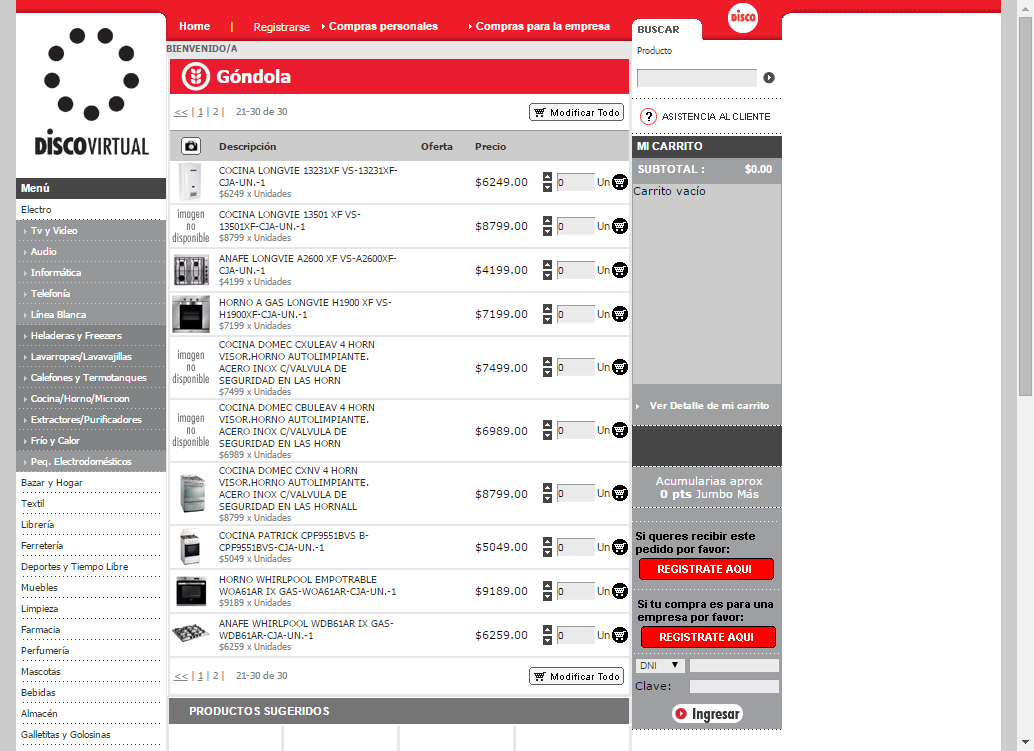 Home | Registrarse Compras personales Compras para la empresa
DISCO
DISCOVIRTUAL
BIENVENIDO/A
Menú
Electro
Tv y Video
Audio
Informática
Telefonía
Línea Blanca
Heladeras y Freezers
Lavarropas/Lavavajillas
Calefones y Termotanques
Cocina/Horno/Microon
Extractores/Purificadores
Frío y Calor
Peq. Electrodomésticos
Bazar y Hogar
Textil
Librería
Ferretería
Deportes y Tiempo Libre
Muebles
Limpieza
Farmacia
Perfumería
Mascotas
Bebidas
Almacén
Galletitas y Golosinas
Góndola
<< | 1 | 2 | 21-30 de 30 Modificar Todo
Descripción Oferta Precio
COCINA LONGVIE 13231XF VS-13231XF-
CJA-UN.-1
$6249 x Unidades
$6249.00 0 Un
imagen
no
disponible
COCINA LONGVIE 13501 XF VS-
13501XF-CJA-UN.-1
$8799 x Unidades
$8799.00 0 Un
ANAFE LONGVIE A2600 XF VS-A2600XF-
CJA-UN.-1
$4199 x Unidades
$4199.00 0 Un
HORNO A GAS LONGVIE H1900 XF VS-
H1900XF-CJA-UN.-1
$7199 x Unidades
$7199.00 0 Un
imagen
no
disponible
COCINA DOMEC CXULEAV 4 HORN
VISOR.HORNO AUTOLIMPIANTE.
ACERO INOX C/VALVULA DE
SEGURIDAD EN LAS HORN
$7499 x Unidades
$7499.00 0 Un
imagen
no
disponible
COCINA DOMEC CBULEAV 4 HORN
VISOR.HORNO AUTOLIMPIANTE.
ACERO INOX C/VALVULA DE
SEGURIDAD EN LAS HORN
$6989 x Unidades
$6989.00 0 Un
COCINA DOMEC CXNV 4 HORN
VISOR.HORNO AUTOLIMPIANTE.
ACERO INOX C/VALVULA DE
SEGURIDAD EN LAS HORNALL
$8799 x Unidades
$8799.00 0 Un
COCINA PATRICK CPF9551BVS B-
CPF9551BVS-CJA-UN.-1
$5049 x Unidades
$5049.00 0 Un
HORNO WHIRLPOOL EMPOTRABLE
WOA61AR IX GAS-WOA61AR-CJA-UN.-1
$9189 x Unidades
$9189.00 0 Un
ANAFE WHIRLPOOL WDB61AR IX GAS-
WDB61AR-CJA-UN.-1
$6259 x Unidades
$6259.00 0 Un
<< | 1 | 2 | 21-30 de 30 Modificar Todo
PRODUCTOS SUGERIDOS
BUSCAR
Producto
? ASISTENCIA AL CLIENTE
MI CARRITO
SUBTOTAL : $0.00
Carrito vacío
Ver Detalle de mi carrito
Acumularias aprox
0 pts Jumbo Más
Si queres recibir este
pedido por favor:
REGISTRATE AQUI
Si tu compra es para una
empresa por favor:
REGISTRATE AQUI
DNI
Clave:
Ingresar